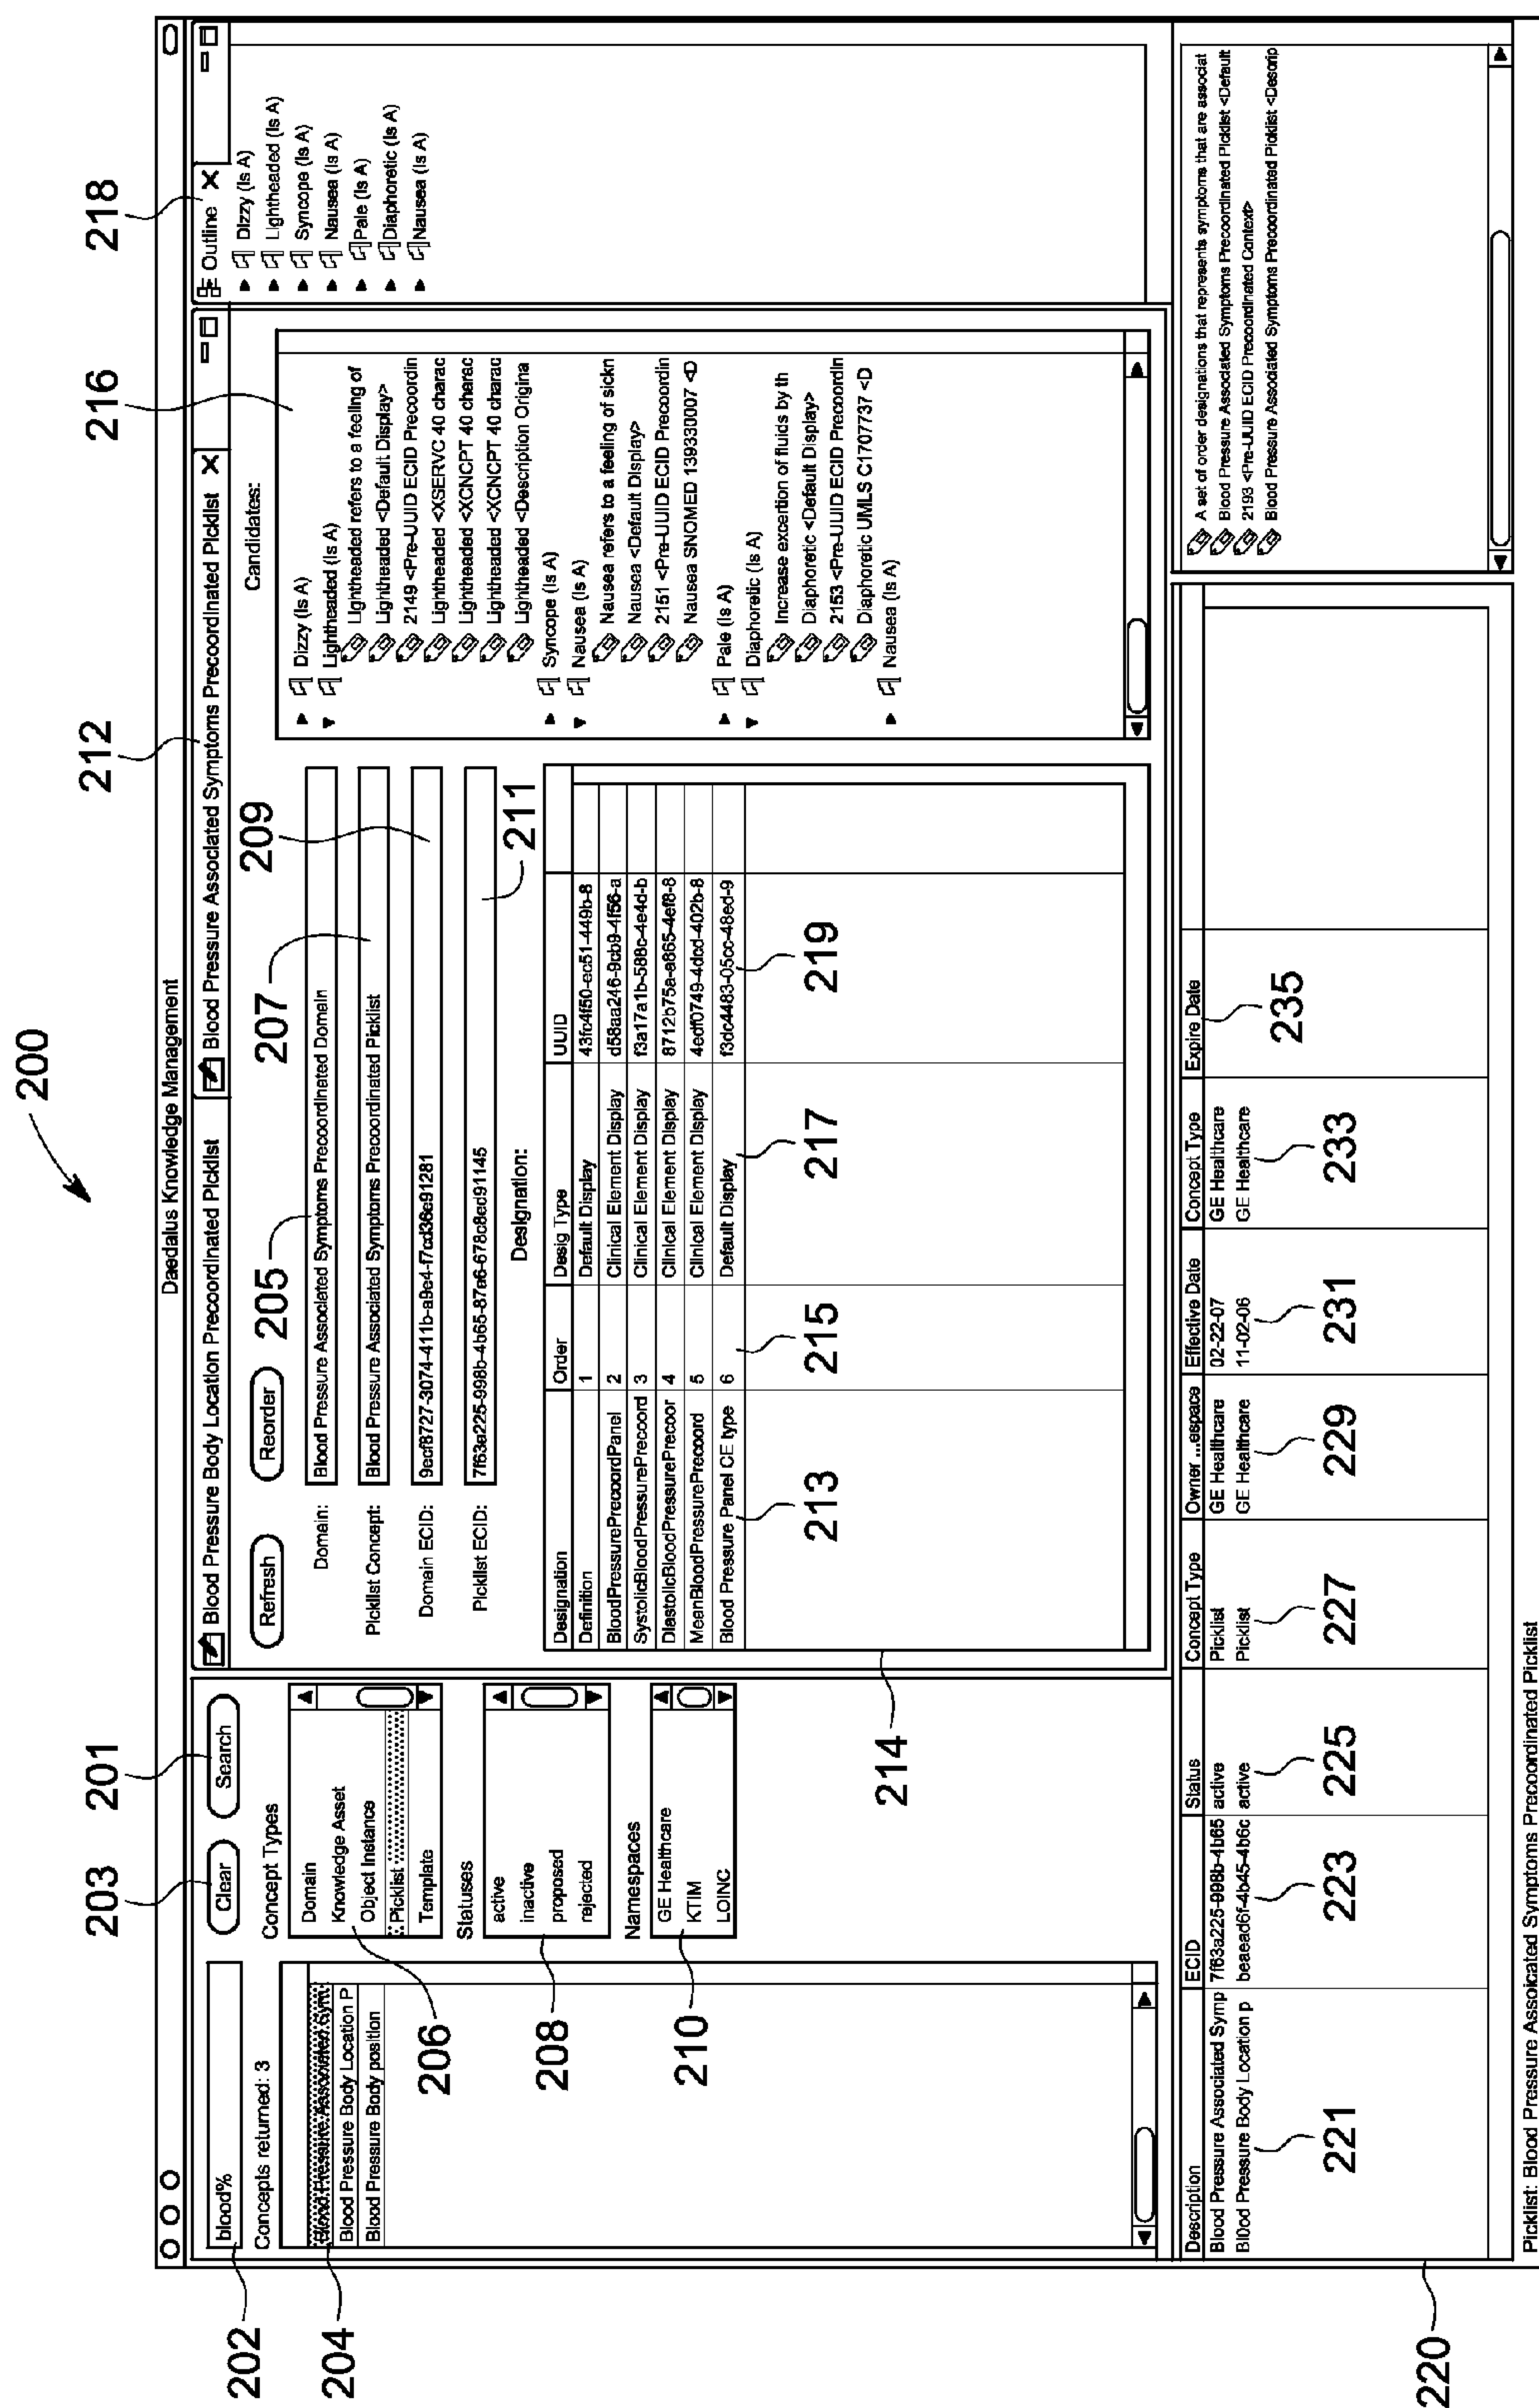 200
Daedalus Knowledge Management
202
blood%
Concepts returned: 3
204
Blood Pressure Associated Sym
Blood Pressure Body Location P
Blood Pressure Body position
203
201
Clear
Search
Concept Types
Domain
Knowledge Asset
Object Instance
Picklist
Template
206
Statuses
active
inactive
proposed
rejected
208
Namespaces
GE Healthcare
KTIM
LOINC
210
212
Blood Pressure Body Location Precoordinated Picklist
Blood Pressure Associated Symptoms Precoordinated Picklist X
Refresh
Reorder
205
207
209
211
Domain: Blood Pressure Associated Symptoms Precoordinated Domain
Picklist Concept: Blood Pressure Associated Symptoms Precoordinated Picklist
Domain ECID: 9ecf8727-3074-411b-a9e4-f7cd36e91281
Picklist ECID: 7f63a225-998b-4b65-87a6-678c8ed91145
Designation:
Designation Order Desig Type UUID
Definition 1 Default Display 43fc4f50-ec51-449b-8
BloodPressurePrecordPanel 2 Clinical Element Display d58aa246-9cb9-4f56-a
SystolicBloodPressurePrecord 3 Clinical Element Display f3a17a1b-588c-4e4d-b
DiastolicBloodPressurePrecoor 4 Clinical Element Display 8712b75a-a865-4ef8-8
MeenBloodPressurePrecoord 5 Clinical Element Display 4edf0749-4dcd-402b-8
Blood Pressure Panel CE type 6 Default Display f3dc4483-05cc-48ed-9
213
215
217
219
214
216
Candidates:
Dizzy (Is A)
Lightheaded (Is A)
Lightheaded refers to a feeling of
Lightheaded <Default Display>
2149 <Pre-UUID ECID Precoordin
Lightheaded <XSERVC 40 charac
Lightheaded <XCNCPT 40 charac
Lightheaded <XCNCPT 40 charac
Lightheaded <Description Origina
Syncope (Is A)
Nausea (Is A)
Nausea refers to a feeling of sickn
Nausea <Default Display>
2151 <Pre-UUID ECID Precoordin
Nausea SNOMED 139330007 <D
Pale (Is A)
Diaphoretic (Is A)
Increase excertion of fluids by th
Diaphoretic <Default Display>
2153 <Pre-UUID ECID Precoordin
Diaphoretic UMLS C1707737 <D
Nausea (Is A)
218
Outline X
Dizzy (Is A)
Lightheaded (Is A)
Syncope (Is A)
Nausea (Is A)
Pale (Is A)
Diaphoretic (Is A)
Nausea (Is A)
Description ECID Status Concept Type Owner ...espace Effective Date Concept Type Expire Date
Blood Pressure Associated Symp 7f63a225-998b-4b65 active Picklist GE Healthcare 02-22-07 GE Healthcare
Bl0od Pressure Body Location p beaead6f-4b45-4b6c active Picklist GE Healthcare 11-02-06 GE Healthcare
221
223
225
227
229
231
233
235
220
A set of order designations that represents symptoms that are associat
Blood Pressure Associated Symptoms Precoordinated Picklist <Default
2193 <Pre-UUID ECID Precoordinated Context>
Blood Pressure Associated Symptoms Precoordinated Picklist <Descrip
Picklist: Blood Pressure Assoicated Symptoms Precoordinated Picklist